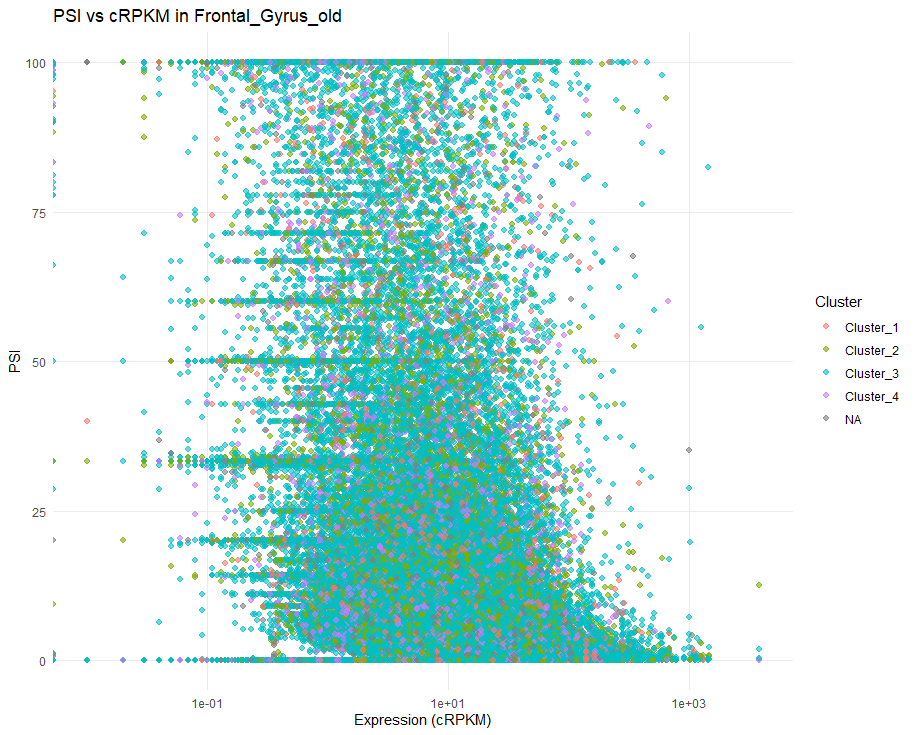 PSI vs cRPKM in Frontal_Gyrus_old
PSI
100
75
50
25
0
1e-01
1e+01
1e+03
Expression (cRPKM)
Cluster
Cluster_1
Cluster_2
Cluster_3
Cluster_4
NA